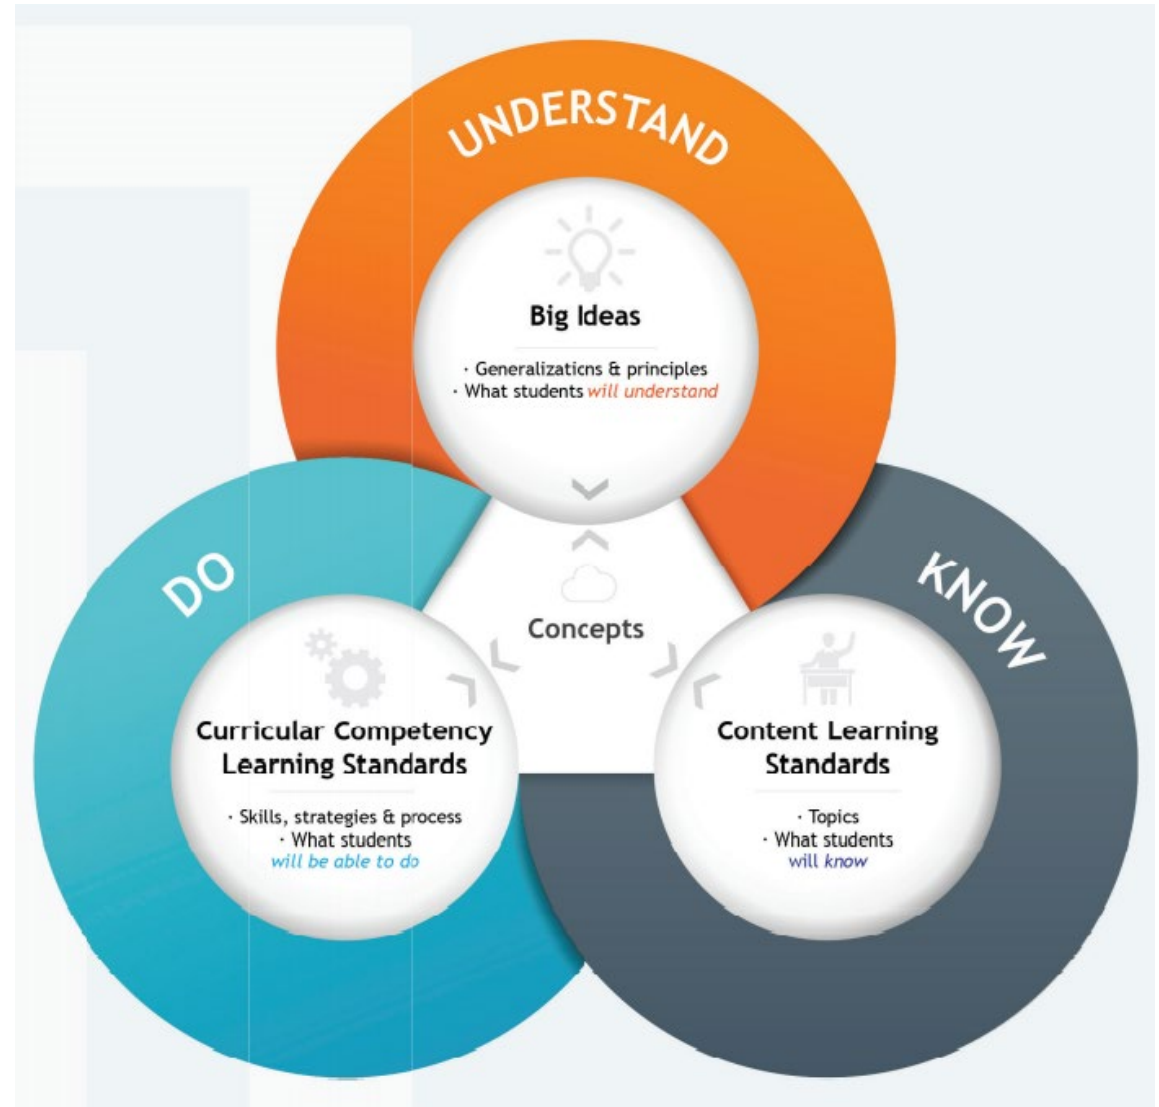 UNDERSTAND
Big Ideas
· Generalizations & principles
· What students will understand
DO
KNOW
Concepts
Curricular Competency
Learning Standards
· Skills, strategies & process
· What students
will be able to do
Content Learning
Standards
· Topics
· What students
will know